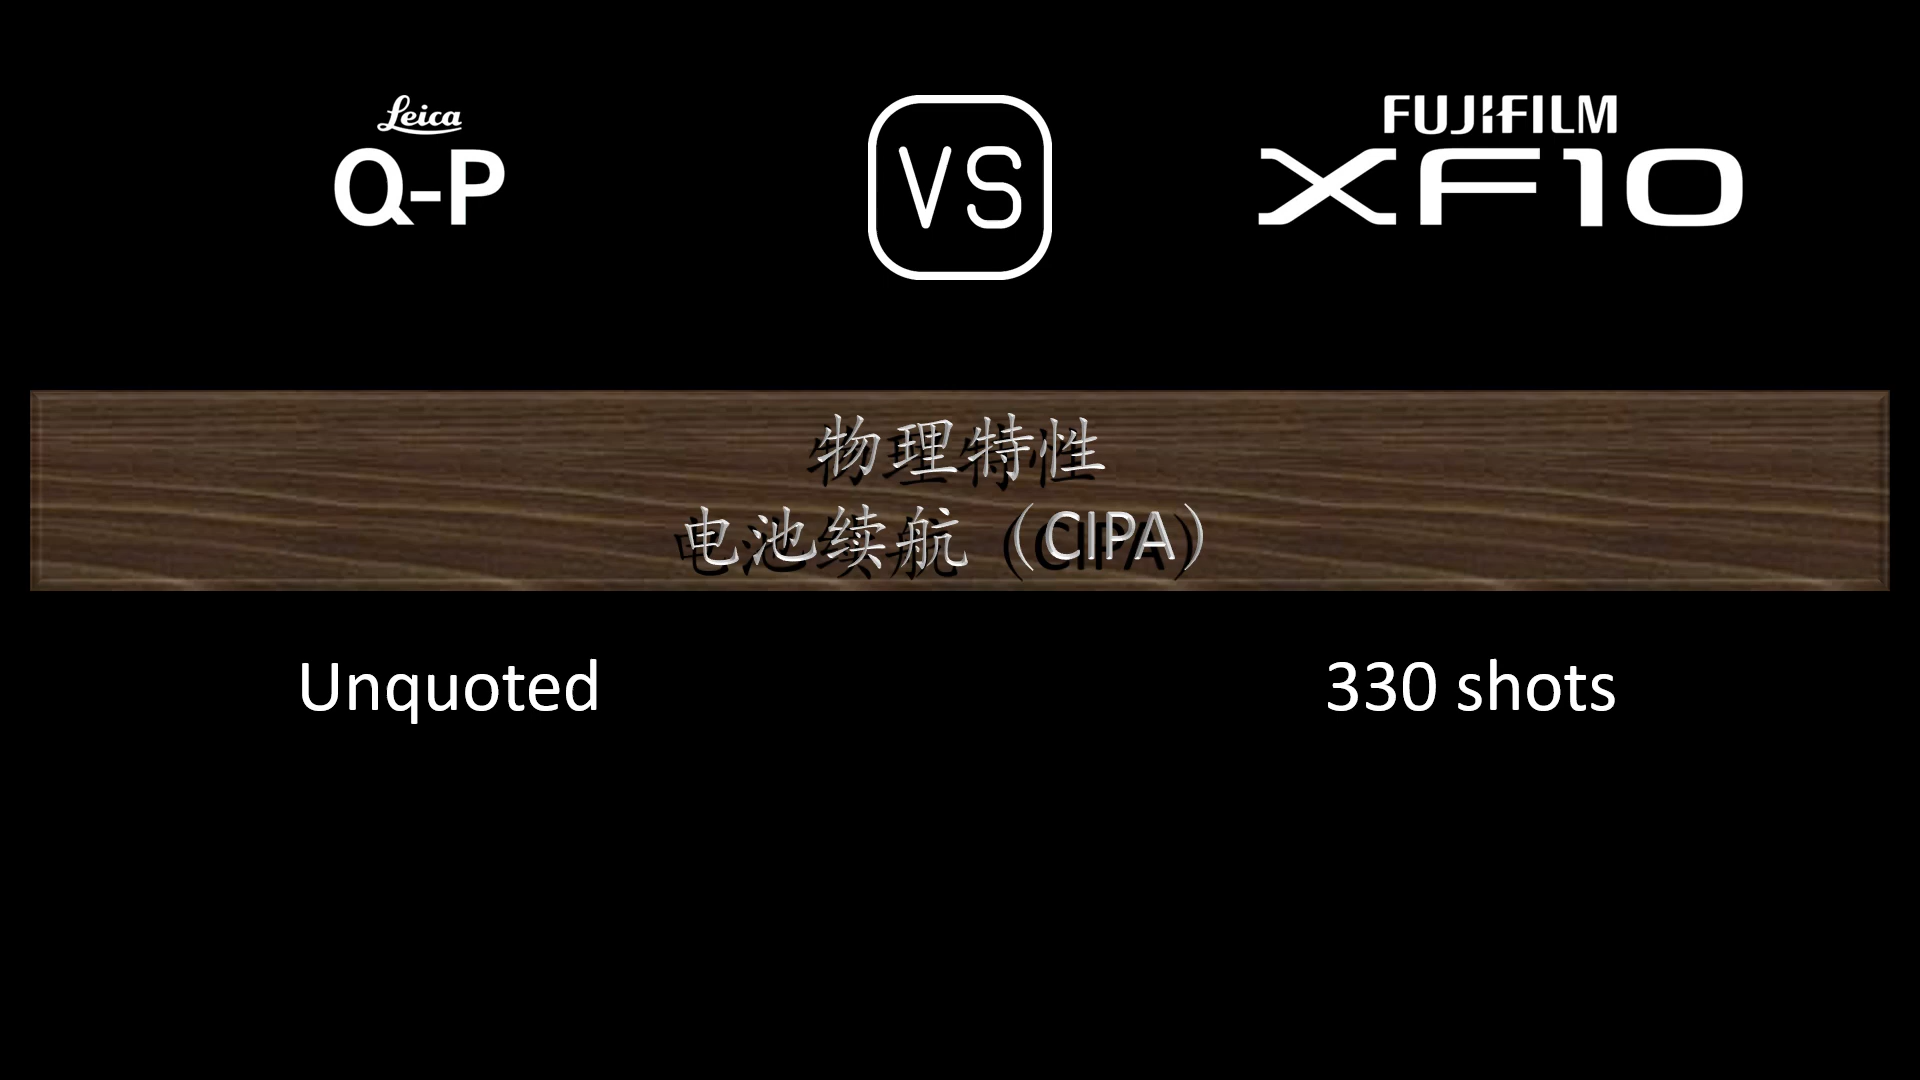 Leica
Q-P
VS
FUJIFILM
XF10
物理特性
电池续航（CIPA）
Unquoted
330 shots